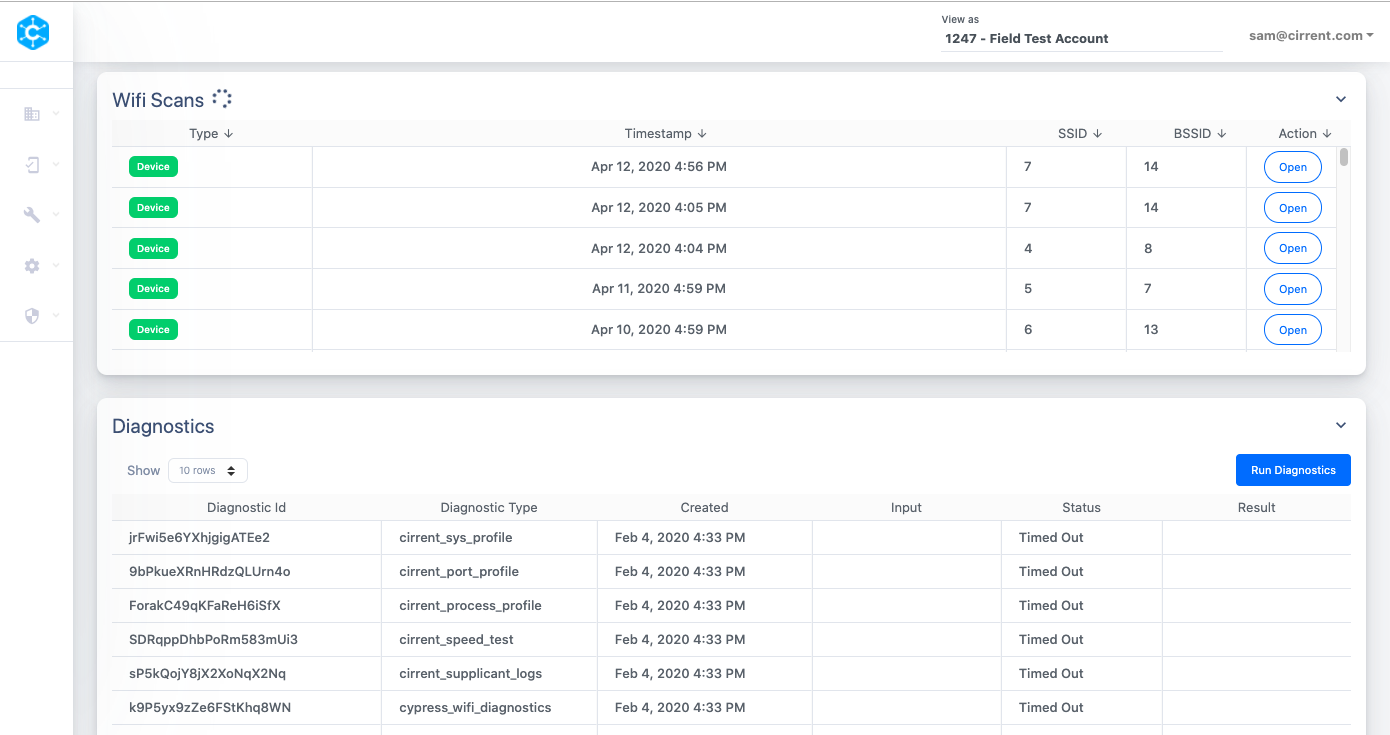 View as
1247 - Field Test Account
sam@cirrent.com
Wifi Scans
Type Timestamp SSID BSSID Action
Device Apr 12, 2020 4:56 PM 7 14 Open
Device Apr 12, 2020 4:05 PM 7 14 Open
Device Apr 12, 2020 4:04 PM 4 8 Open
Device Apr 11, 2020 4:59 PM 5 7 Open
Device Apr 10, 2020 4:59 PM 6 13 Open
Diagnostics
Show 10 rows Run Diagnostics
Diagnostic Id Diagnostic Type Created Input Status Result
jrFwi5e6YXhjgigATEe2 cirrent_sys_profile Feb 4, 2020 4:33 PM Timed Out
9bPkueXRnHRdzQLUrn4o cirrent_port_profile Feb 4, 2020 4:33 PM Timed Out
ForakC49qKFaReH6iSfX cirrent_process_profile Feb 4, 2020 4:33 PM Timed Out
SDRqppDhbPoRm583mUi3 cirrent_speed_test Feb 4, 2020 4:33 PM Timed Out
sP5kQojY8jX2XoNqX2Nq cirrent_supplicant_logs Feb 4, 2020 4:33 PM Timed Out
k9P5yx9zZe6FStKhq8WN cypress_wifi_diagnostics Feb 4, 2020 4:33 PM Timed Out